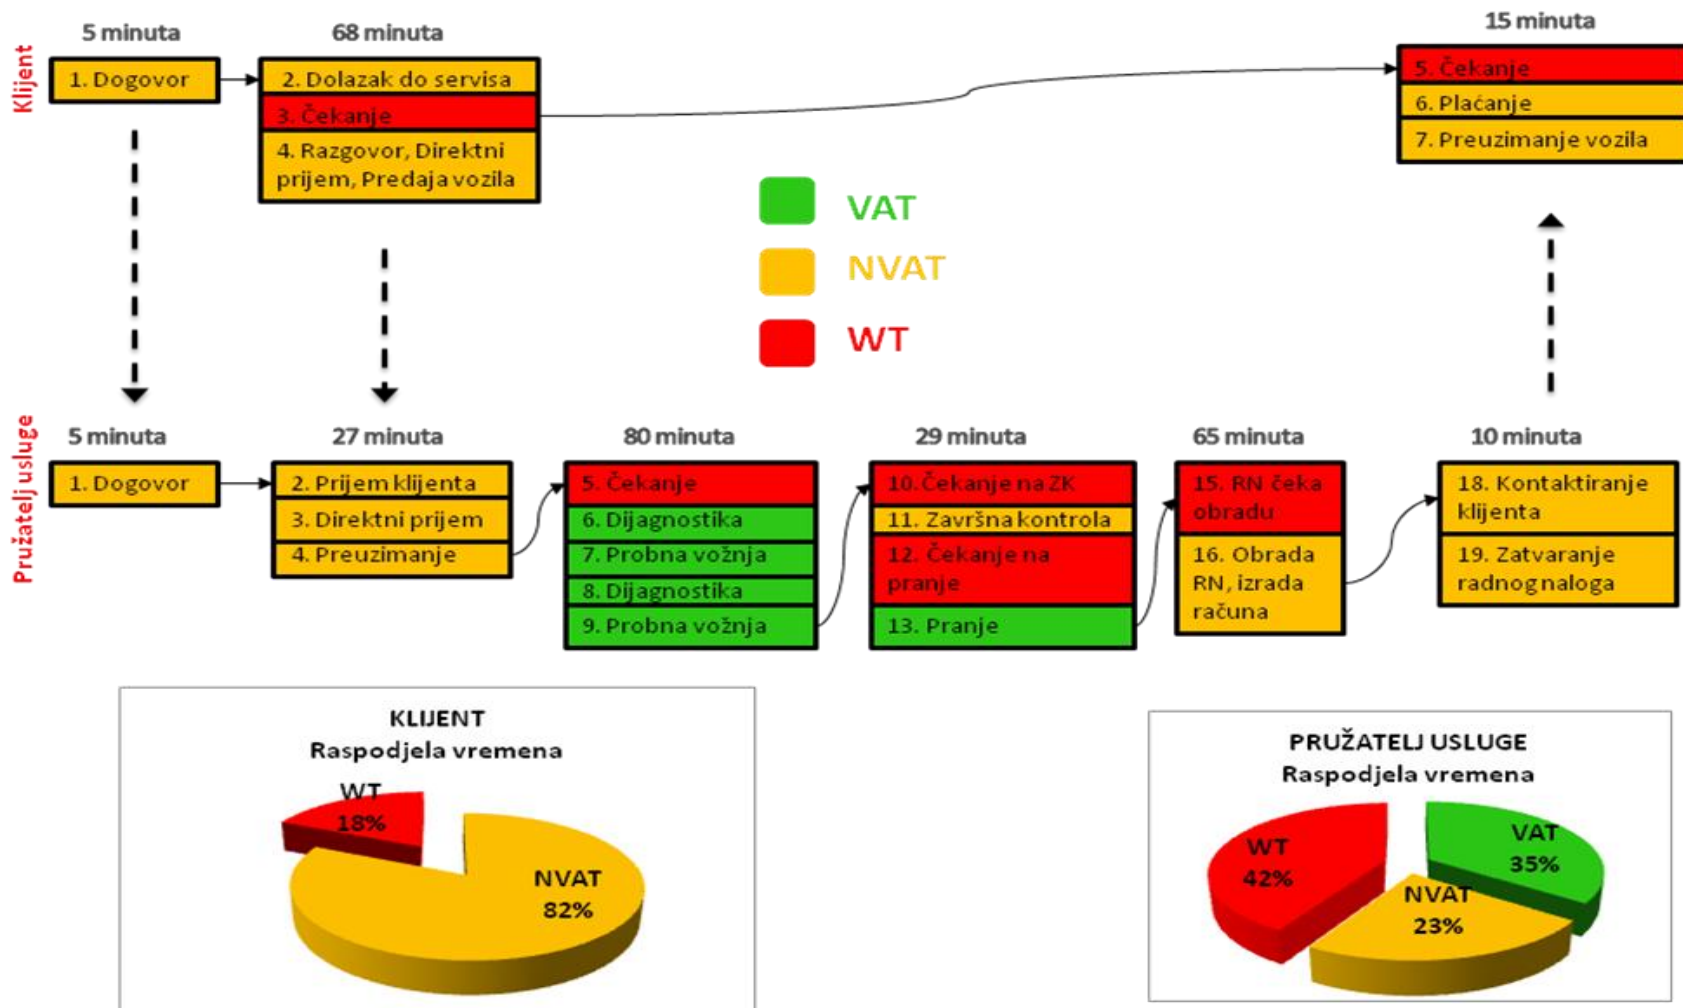 5 minuta
68 minuta
15 minuta
Klijent
1. Dogovor
2. Dolazak do servisa
3. Čekanje
4. Razgovor, Direktni
prijem, Predaja vozila
5. Čekanje
6. Plaćanje
7. Preuzimanje vozila
VAT
NVAT
WT
Pružatelj usluge
5 minuta
27 minuta
80 minuta
29 minuta
65 minuta
10 minuta
1. Dogovor
2. Prijem klijenta
3. Direktni prijem
4. Preuzimanje
5. Čekanje
6. Dijagnostika
7. Probna vožnja
8. Dijagnostika
9. Probna vožnja
10. Čekanje na ZK
11. Završna kontrola
12. Čekanje na
pranje
13. Pranje
15. RN čeka
obradu
16. Obrada
RN, izrada
računa
18. Kontaktiranje
klijenta
19. Zatvaranje
radnog naloga
KLIJENT
Raspodjela vremena
WT
18%
NVAT
82%
PRUŽATELJ USLUGE
Raspodjela vremena
WT
42%
VAT
35%
NVAT
23%